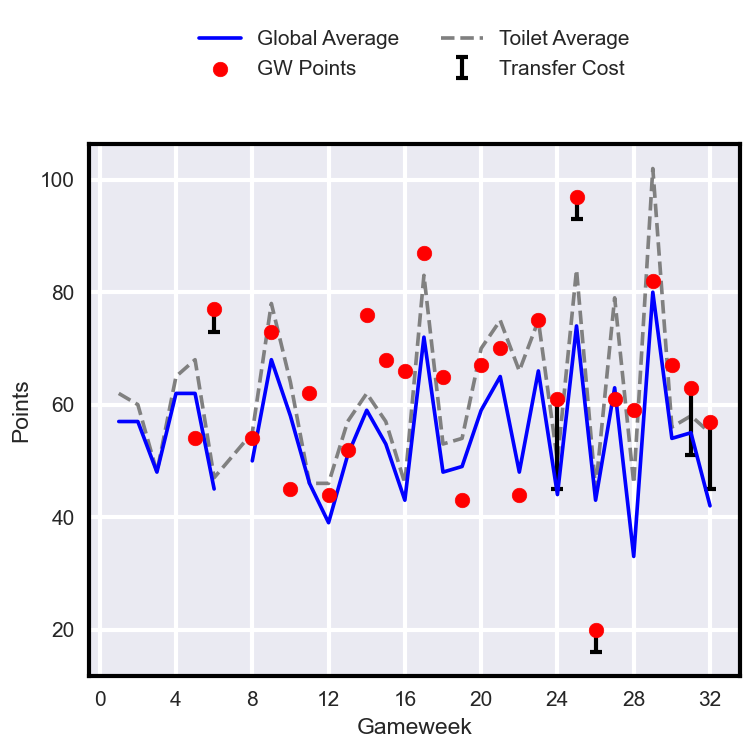 Global Average
GW Points
Toilet Average
Transfer Cost
100
80
60
40
20
Points
0 4 8 12 16 20 24 28 32
Gameweek